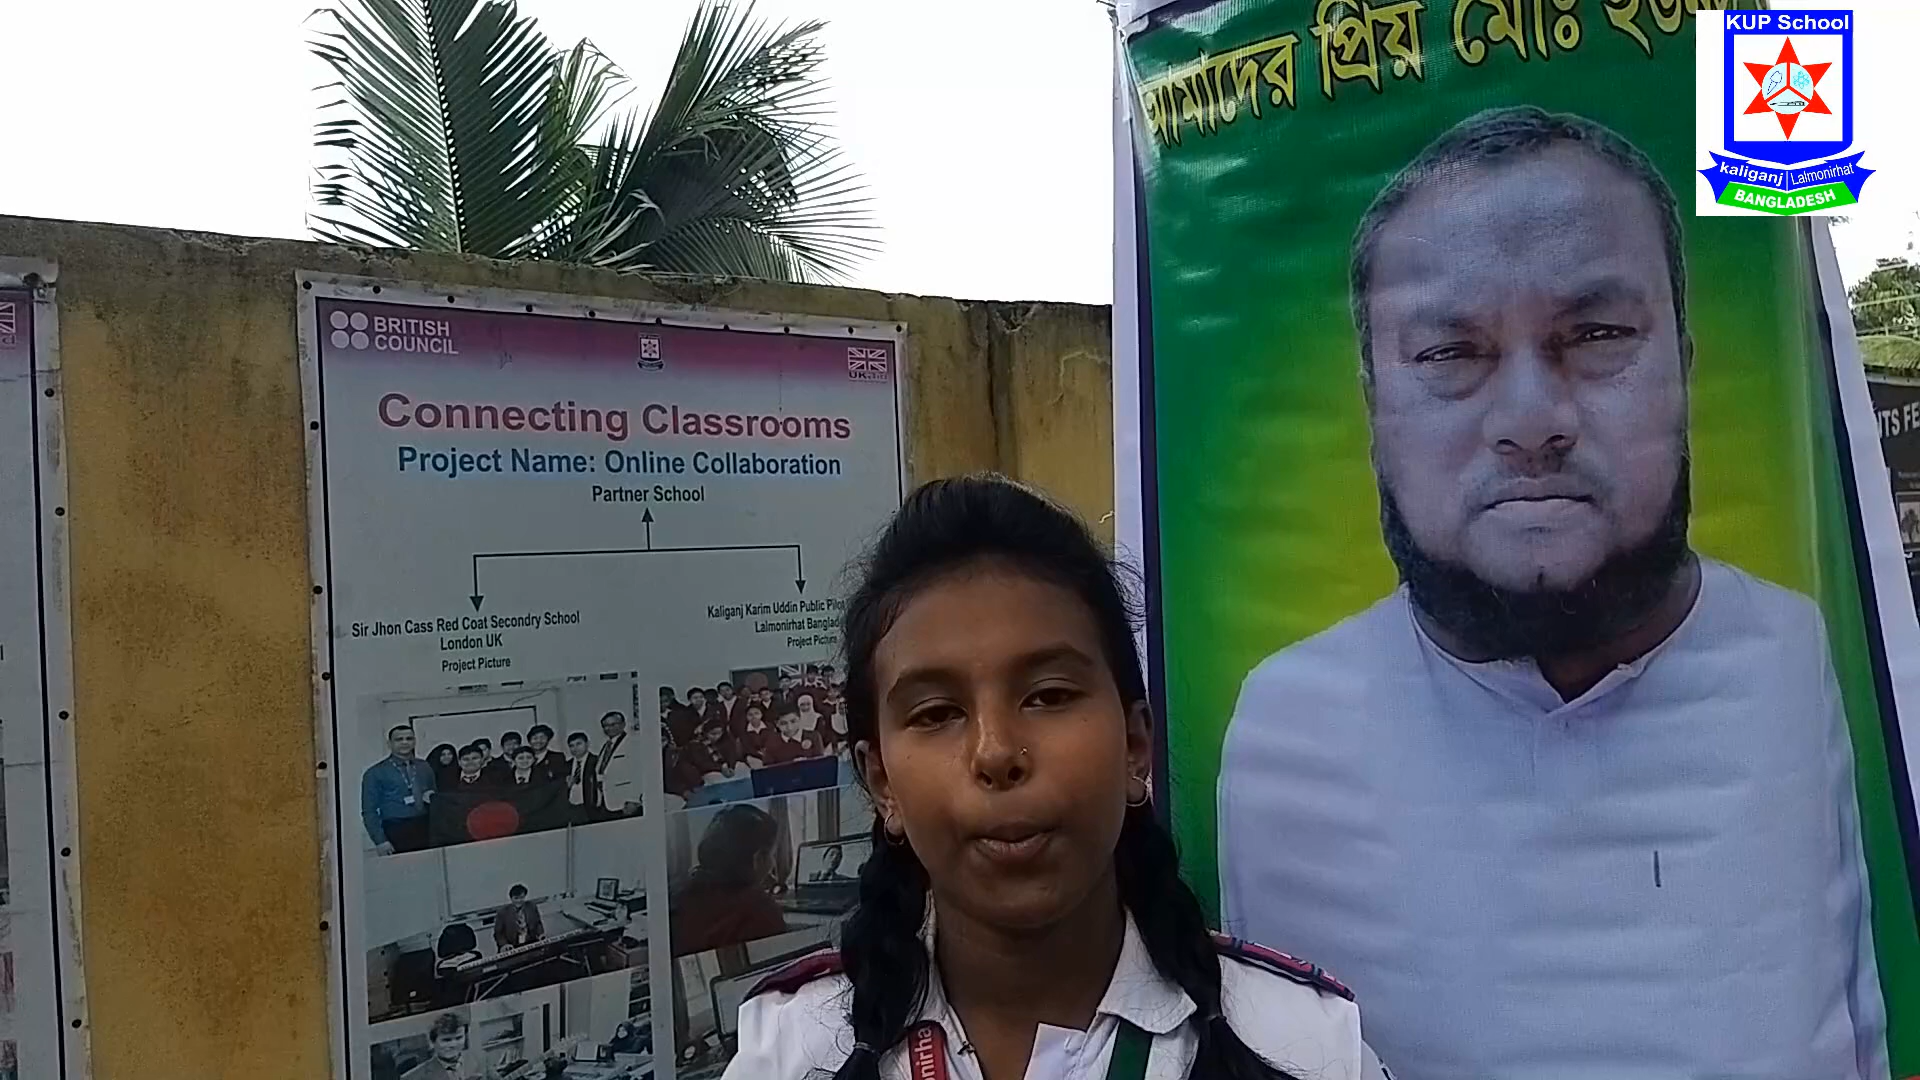 আমাদের প্রিয় মোঃ
KUP School
kaliganj Lalmonirhat
BANGLADESH
BRITISH
COUNCIL
UK
Connecting Classrooms
Project Name: Online Collaboration
Partner School
Sir Jhon Cass Red Coat Secondry School
London UK
Project Picture
Kaliganj Karim Uddin Public Pilot
Lalmonirhat
Project Picture